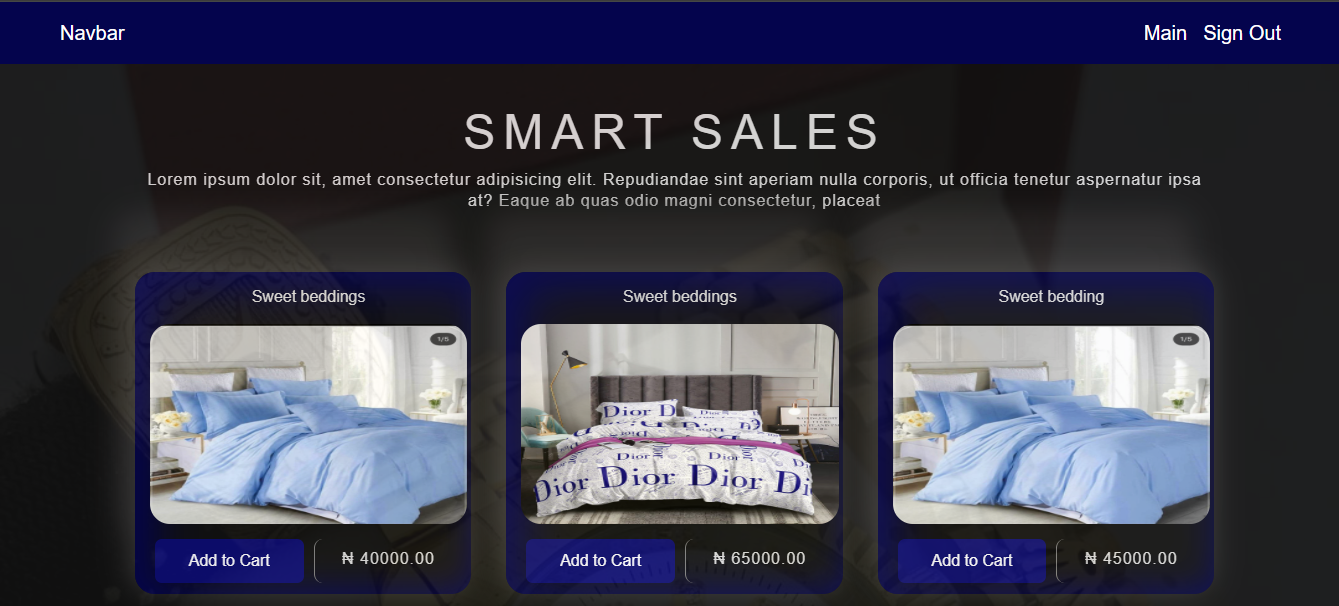 Navbar
Main Sign Out
SMART SALES
Lorem ipsum dolor sit, amet consectetur adipisicing elit. Repudiandae sint aperiam nulla corporis, ut officia tenetur aspernatur ipsa
at? Eaque ab quas odio magni consectetur, placeat
Sweet beddings
1/5
Add to Cart
₦ 40000.00
Sweet beddings
Dior D
Dior
Dior Dior Dior Di
Add to Cart
₦ 65000.00
Sweet bedding
1/5
Add to Cart
₦ 45000.00